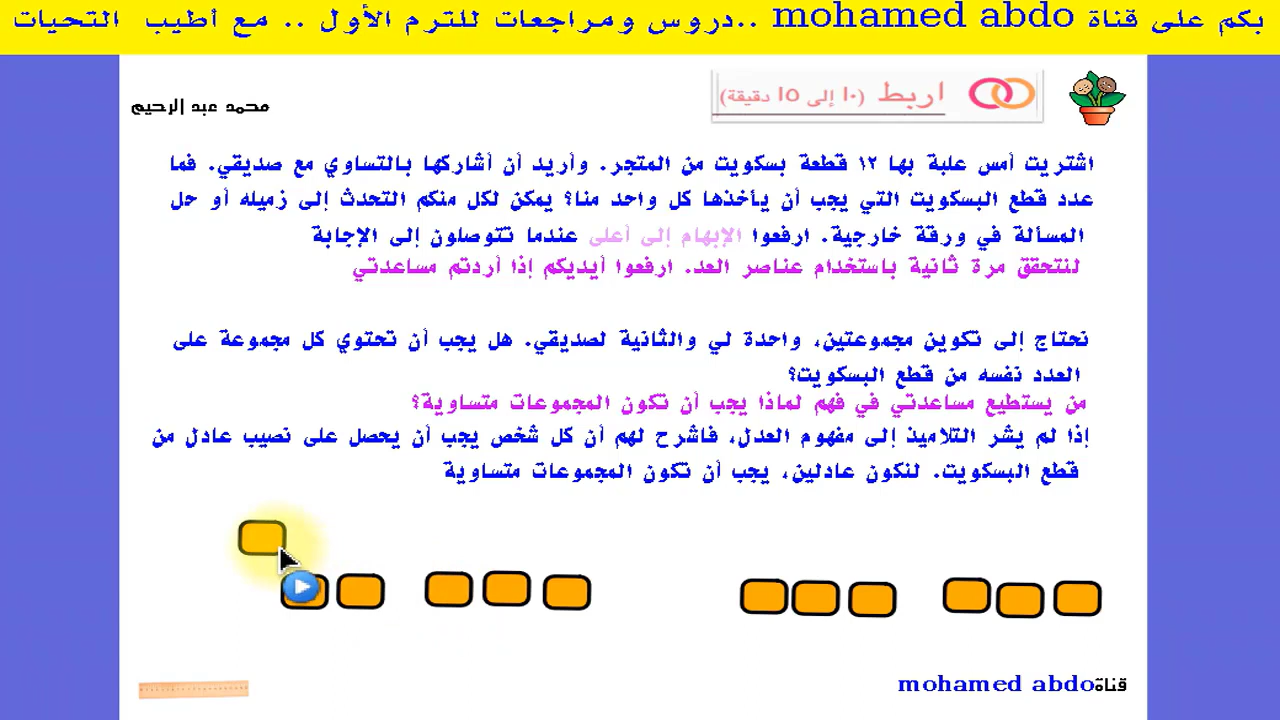 بكم على قناة mohamed abdo ..دروس ومراجعات للترم الأول .. مع أطيب التحيات
اربط (١٠ إلى ١٥ دقيقة)
محمد عبد الرحيم
اشتريت أمس علبة بها ١٢ قطعة بسكويت من المتجر. وأريد أن أشاركها بالتساوي مع صديقي. فما
عدد قطع البسكويت التي يجب أن يأخذها كل واحد منا؟ يمكن لكل منكم التحدث إلى زميله أو حل
المسألة في ورقة خارجية. ارفعوا الإبهام إلى أعلى عندما تتوصلون إلى الإجابة
لنتحقق مرة ثانية باستخدام عناصر العد. ارفعوا أيديكم إذا أردتم مساعدتي
نحتاج إلى تكوين مجموعتين، واحدة لي والثانية لصديقي. هل يجب أن تحتوي كل مجموعة على
العدد نفسه من قطع البسكويت؟
من يستطيع مساعدتي في فهم لماذا يجب أن تكون المجموعات متساوية؟
إذا لم يشر التلاميذ إلى مفهوم العدل، فاشرح لهم أن كل شخص يجب أن يحصل على نصيب عادل من
قطع البسكويت. لنكون عادلين، يجب أن تكون المجموعات متساوية
قناةmohamed abdo